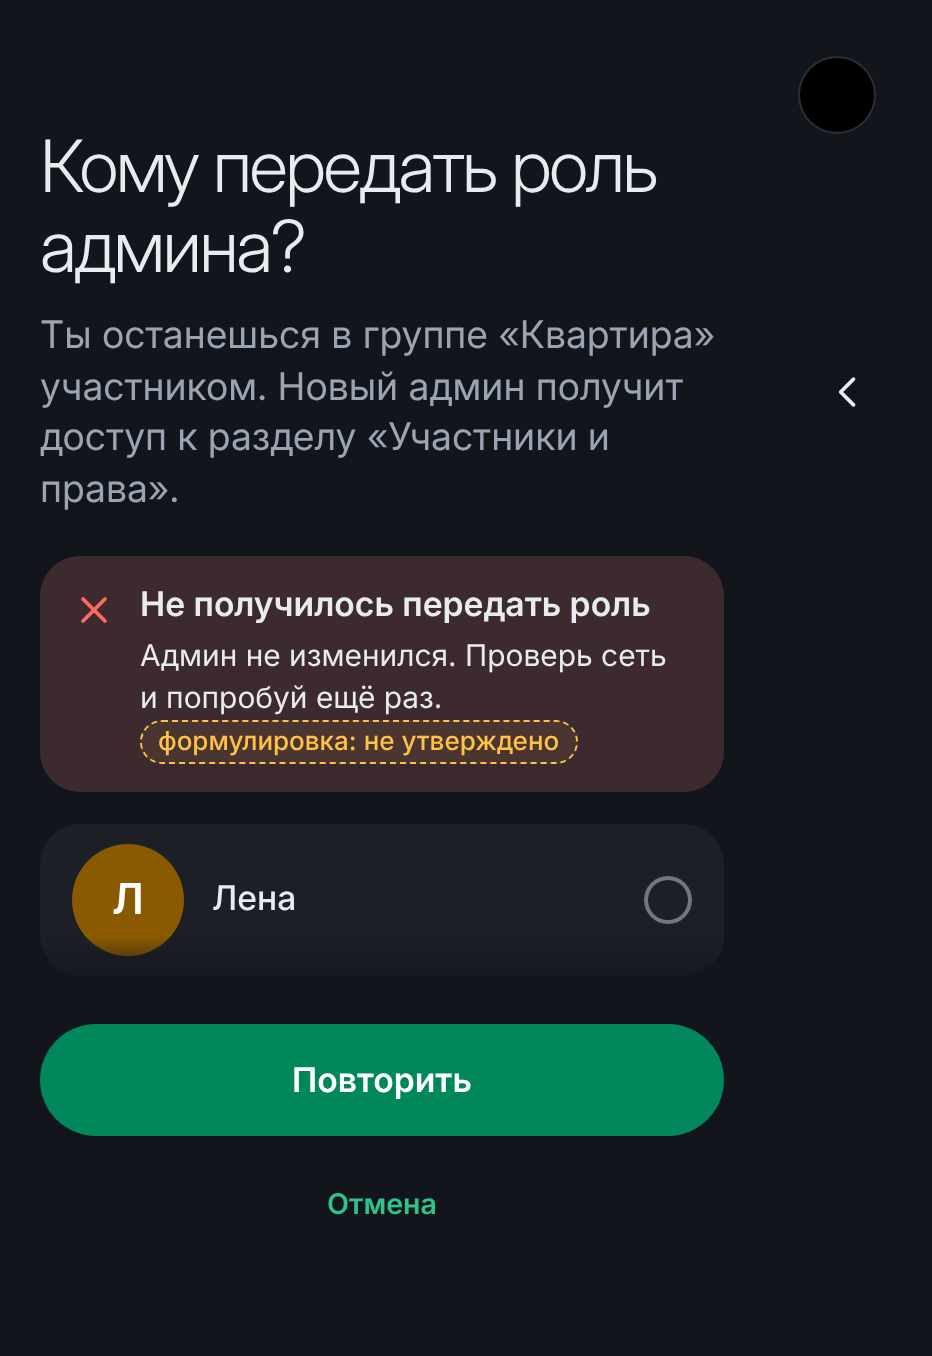 Кому передать роль
админа?
Ты останешься в группе «Квартира»
участником. Новый админ получит
доступ к разделу «Участники и
права».
Не получилось передать роль
Админ не изменился. Проверь сеть
и попробуй ещё раз.
формулировка: не утверждено
Л
Лена
Повторить
Отмена